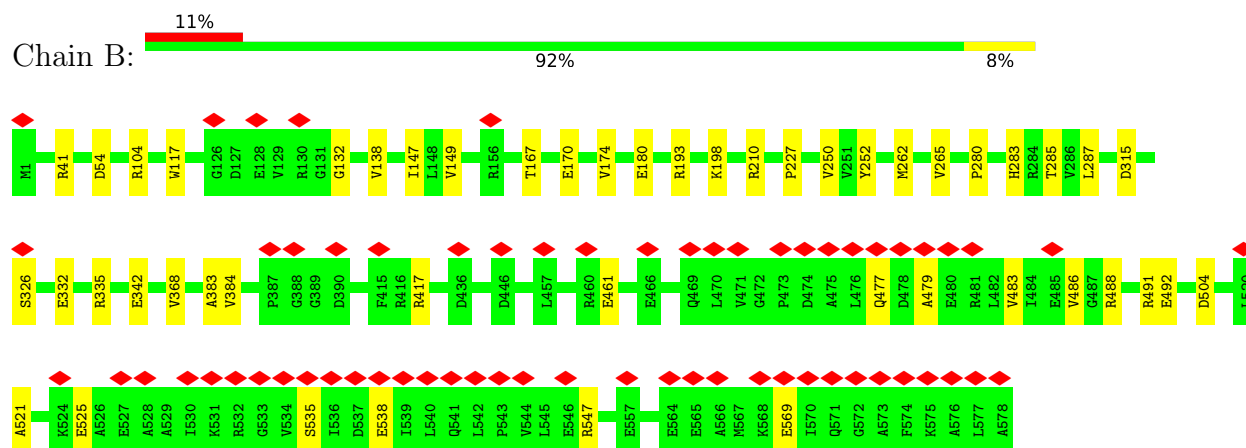 11%
Chain B:
92% 8%
M1 R41 D54 R104 W117 G126 D127 E128 V129 R130 G131 G132 V138 I147 L148 V149 R156 T167 E170 V174 E180 R193 K198 R210 P227 V250 V251 Y252 M262 V265 P280 H283 R284 T285 V286 L287 D315
S326 E332 R335 E342 V368 A383 V384 P387 G388 G389 D390 F415 R416 R417 D436 D446 L457 R460 E461 E466 Q469 L470 V471 G472 P473 D474 A475 L476 Q477 D478 A479 E480 R481 L482 V483 I484 E485 V486 G487 R488 R491 E492 D504
A521 K524 E525 A526 E527 A528 A529 I530 K531 R532 G533 V534 S535 I536 D537 E538 I539 L540 Q541 L542 P543 V544 L545 E546 R547 E557 E564 E565 A566 M567 K568 E569 I570 Q571 G572 A573 F574 K575 A576 L577 A578